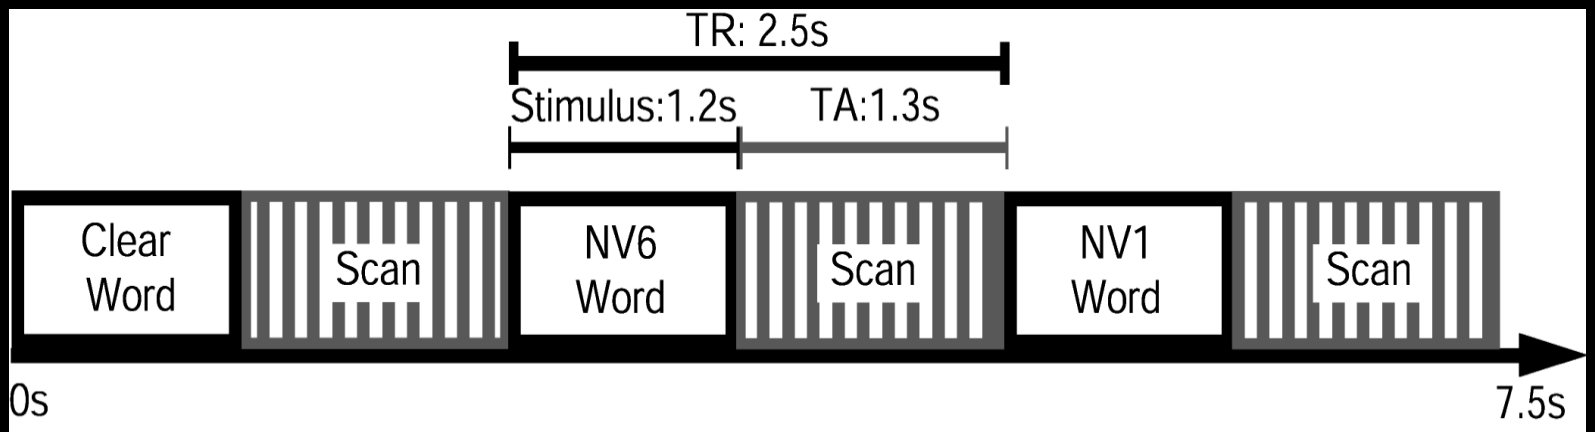 TR: 2.5s
Stimulus:1.2s TA:1.3s
Clear
Word
Scan
NV6
Word
Scan
NV1
Word
Scan
0s
7.5s